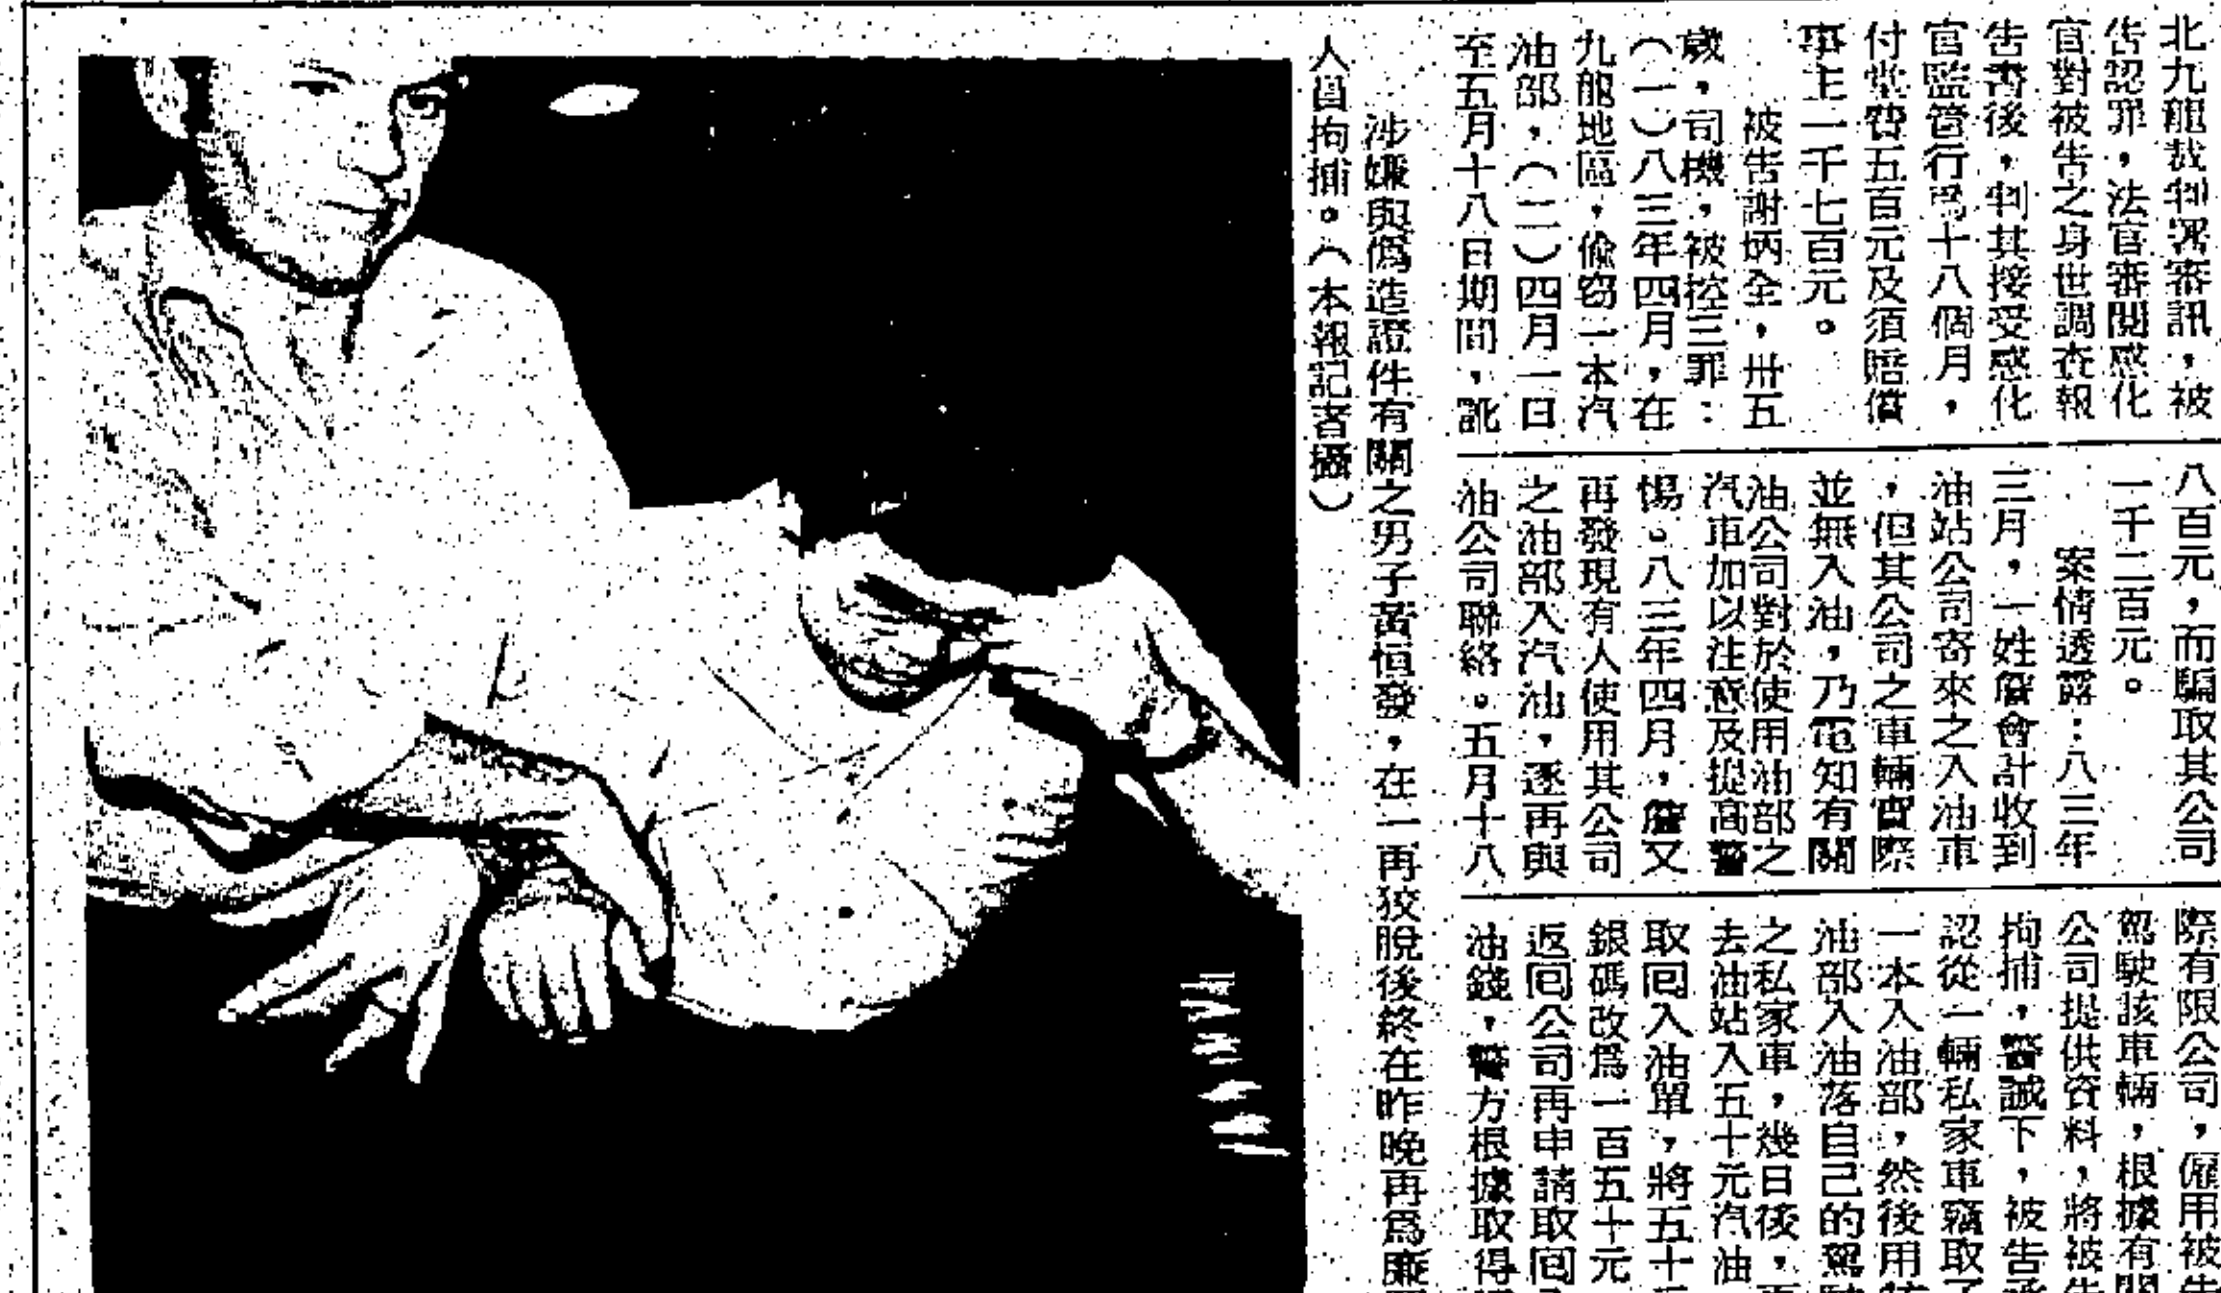 北九龍裁判署審訊，被
告認罪，法官審閱感化
官對被告之身世調查報
告書後，判其接受感化
官監管行為十八個月，
付堂費五百元及須賠償
事主一千七百元。
被告謝炳全，卅五
歲，司機，被控三罪：
（一）八三年四月，在
九龍地區，偷窃一本汽
油部，（二）四月一日
至五月十八日期間，訛
八百元，而騙取其公司
一千二百元。
案情透露：八三年
三月，一姓詹會計收到
油站公司寄來之入油車
，但其公司之車輛實際
並無入油，乃電知有關
油公司對於使用油部之
汽車加以注意及提高警
惕。八三年四月，詹又
再發現有人使用其公司
之油部入汽油，遂再與
油公司聯絡。五月十八
際有限公司，僱用被告
駕駛該車輛，根據有關
公司提供資料，將被告
拘捕，警誡下，被告承
認從一輛私家車竊取了
一本入油部，然後用
油部入油落自己的駕
之私家車，幾日後，
去油站入五十元汽油
取囘入油單，將五十
銀碼改爲一百五十元
返囘公司再申請取囘
油錢，警方根據取得
涉嫌與僞造證件有關之男子黃恒發，在一再狡脫後終在昨晚再爲廉
人員拘捕。（本報記者攝）